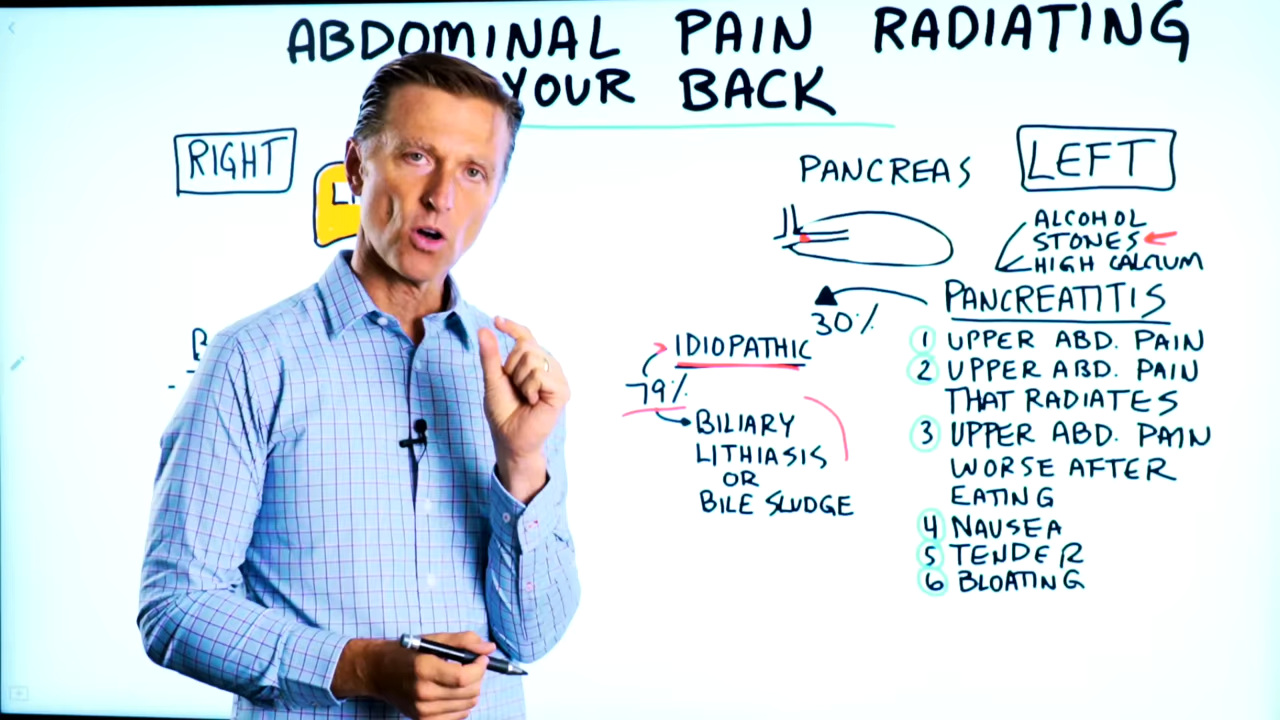 ABDOMINAL PAIN RADIATING
YOUR BACK
RIGHT
PANCREAS
LEFT
ALCOHOL
STONES
HIGH CALCIUM
PANCREATITIS
30%
IDIOPATHIC
79%
BILIARY
LITHIASIS
OR
BILE SLUDGE
1 UPPER ABD. PAIN
2 UPPER ABD. PAIN
THAT RADIATES
3 UPPER ABD. PAIN
WORSE AFTER
EATING
4 NAUSEA
5 TENDER
6 BLOATING